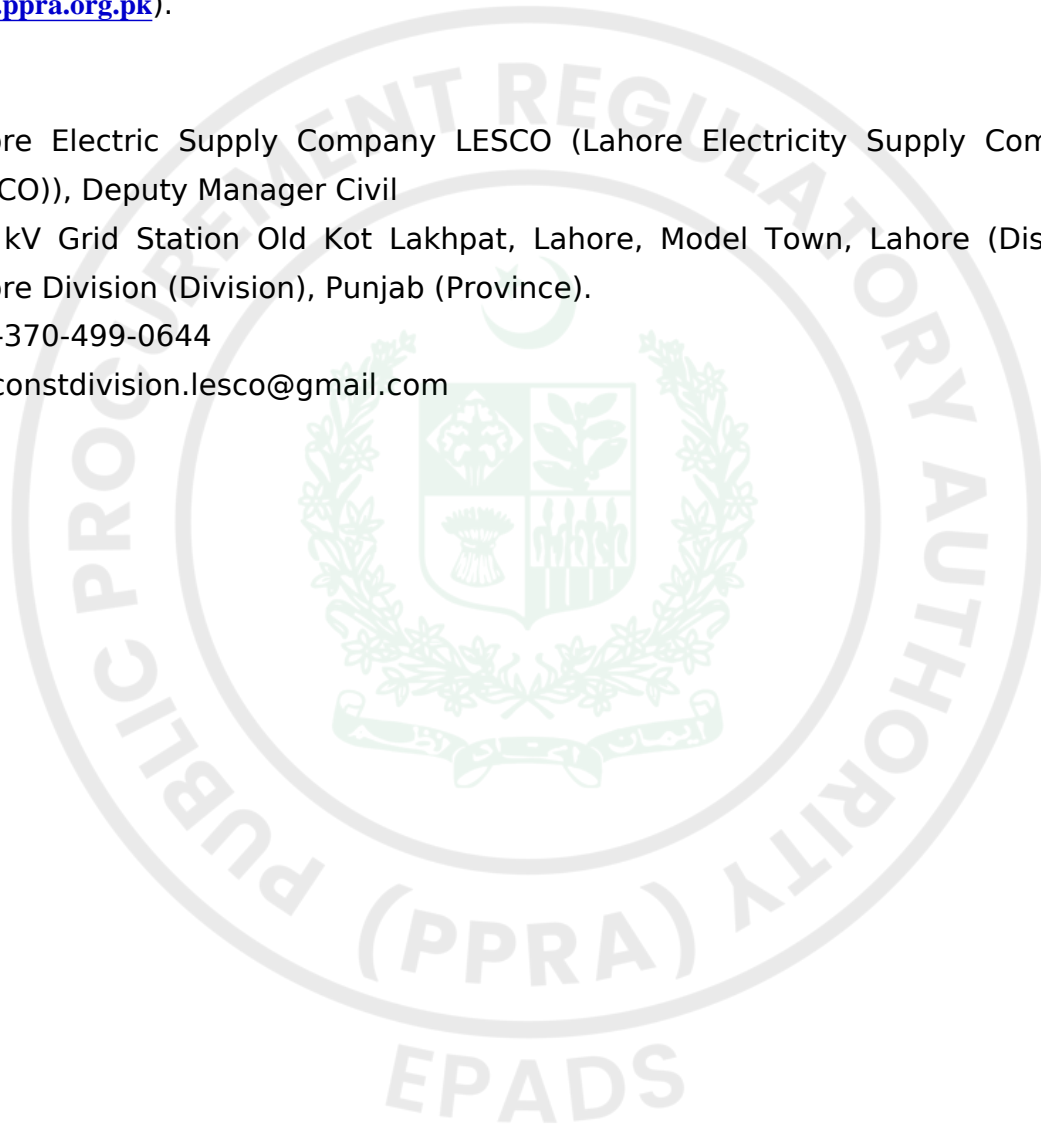 .ppra.org.pk).
ore Electric Supply Company LESCO (Lahore Electricity Supply Com
CO)), Deputy Manager Civil
kV Grid Station Old Kot Lakhpat, Lahore, Model Town, Lahore (Dis
ore Division (Division), Punjab (Province).
-370-499-0644
constdivision.lesco@gmail.com
PUBLIC PROCUREMENT REGULATORY AUTHORITY
(PPRA)
EPADS